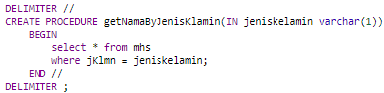 DELIMITER //
CREATE PROCEDURE getNamaByJenisKlamin(IN jeniskelamin varchar(1))
BEGIN
select * from mhs
where jKlmn = jeniskelamin;
END //
DELIMITER ;